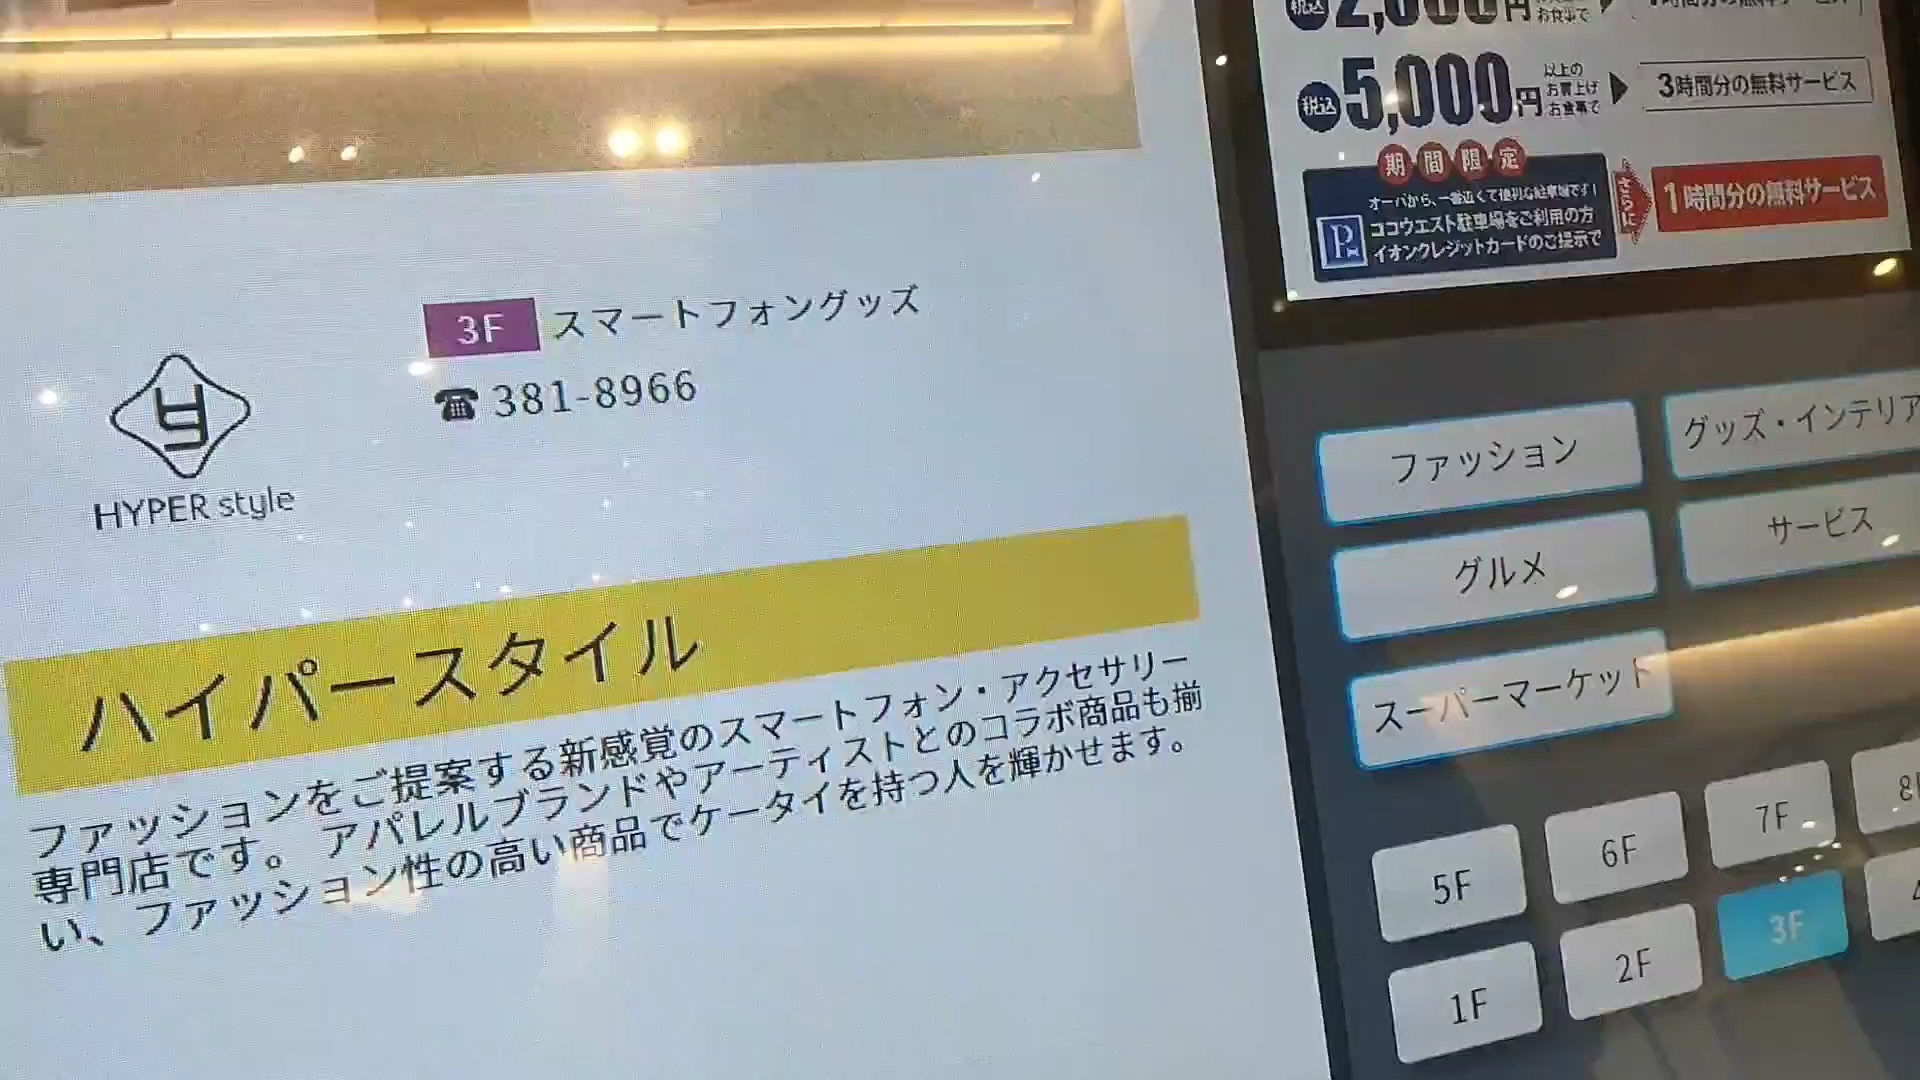 3F スマートフォングッズ
☎381-8966
HYPER style
ハイパースタイル
ファッションをご提案する新感覚のスマートフォン・アクセサリー
専門店です。 アパレルブランドやアーティストとのコラボ商品も揃
い、ファッション性の高い商品でケータイを持つ人を輝かせます。
税込
税込5,000円 以上の
お買上げ
お食事で
3時間分の無料サービス
期間限定
オーパから、一番近くて便利な駐車場です!
ココウエスト駐車場をご利用の方
イオンクレジットカードのご提示で
さらに
1時間分の無料サービス
ファッション
グッズ・インテリア
グルメ
サービス
スーパーマーケット
5F
6F
7F
1F
2F
3F